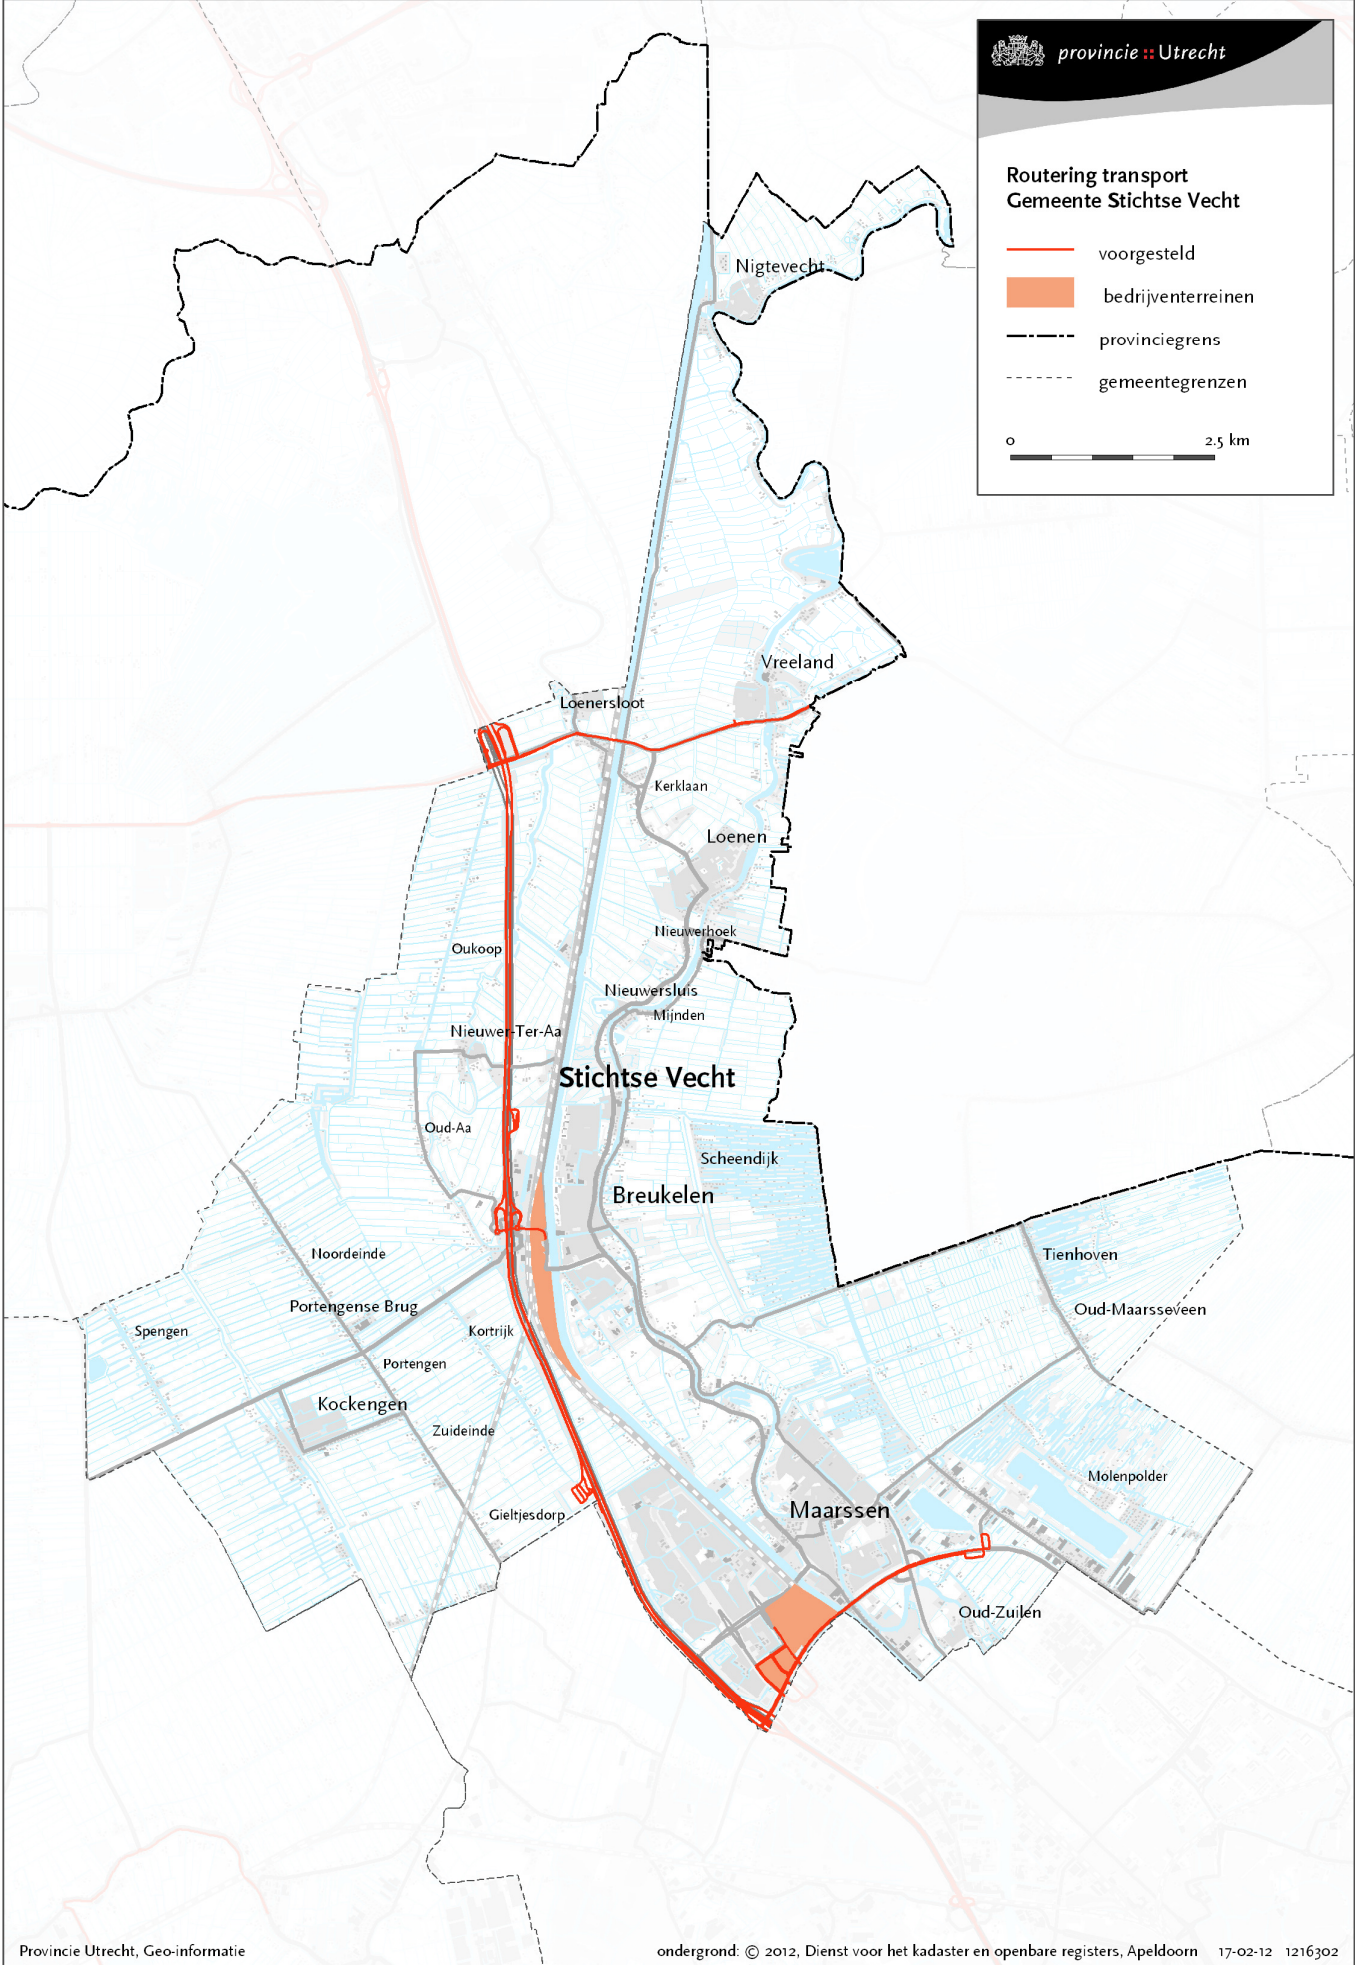 provincie :: Utrecht
Routering transport
Gemeente Stichtse Vecht
voorgesteld
bedrijventerreinen
provinciegrens
gemeentegrenzen
0 2.5 km
Nigtevecht
Vreeland
Loenersloot
Kerklaan
Loenen
Nieuwerhoek
Oukoop
Nieuwersluis
Mijnden
Nieuwer-Ter-Aa
Stichtse Vecht
Oud-Aa
Scheendijk
Breukelen
Noordeinde
Tienhoven
Portengense Brug
Oud-Maarsseveen
Spengen
Kortrijk
Portengen
Kockengen
Zuideinde
Molenpolder
Maarssen
Gieltjesdorp
Oud-Zuilen
Provincie Utrecht, Geo-informatie
ondergrond: © 2012, Dienst voor het kadaster en openbare registers, Apeldoorn 17-02-12 1216302